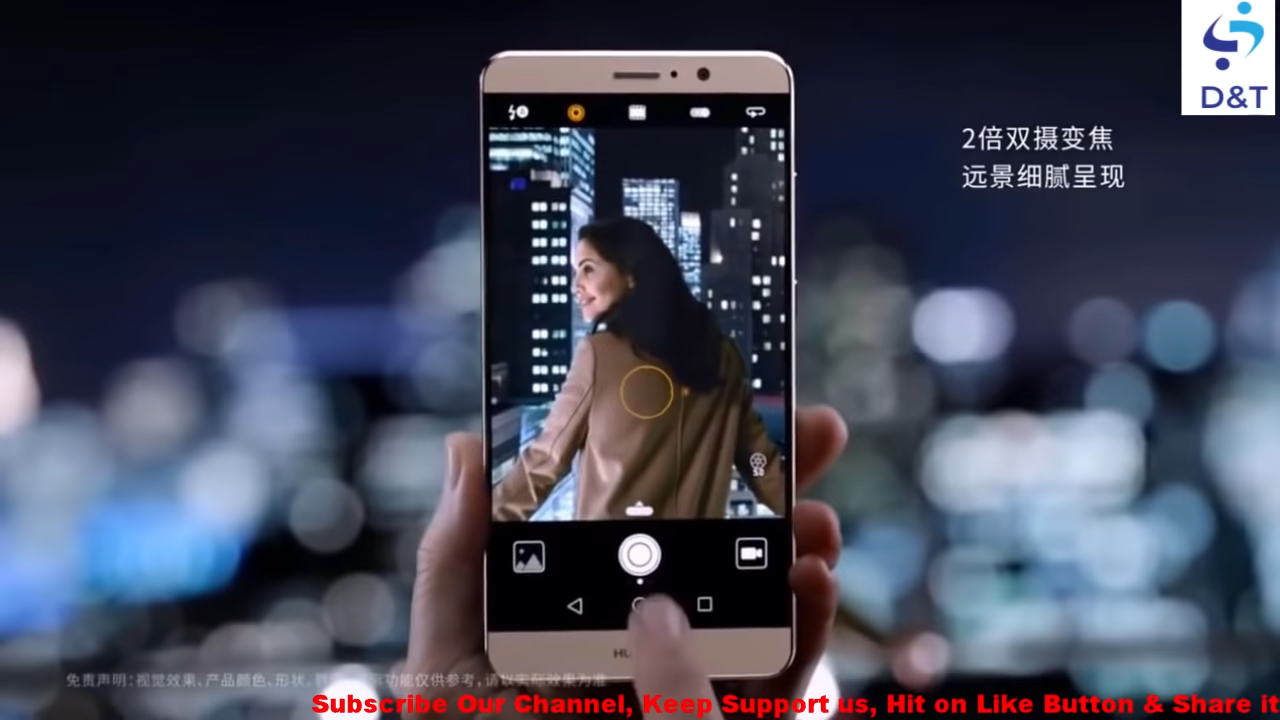 D&T
2倍双摄变焦
远景细腻呈现
5.0
免责声明：视觉效果、产品颜色、形状、功能仅供参考，请以实际效果为准
Subscribe Our Channel, Keep Support us, Hit on Like Button & Share it